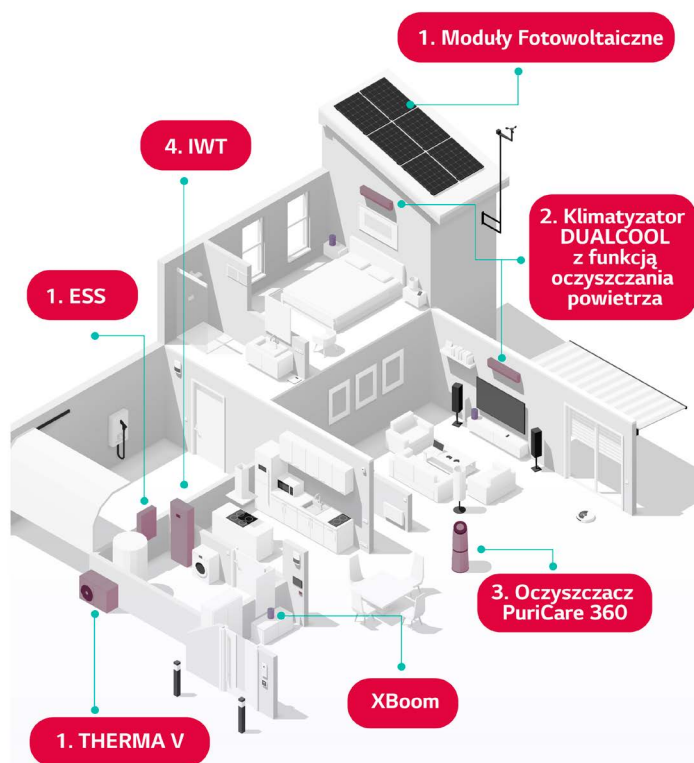 1. Moduły Fotowoltaiczne
4. IWT
2. Klimatyzator
DUALCOOL
z funkcją
oczyszczania
powietrza
1. ESS
3. Oczyszczacz
PuriCare 360
XBoom
1. THERMA V